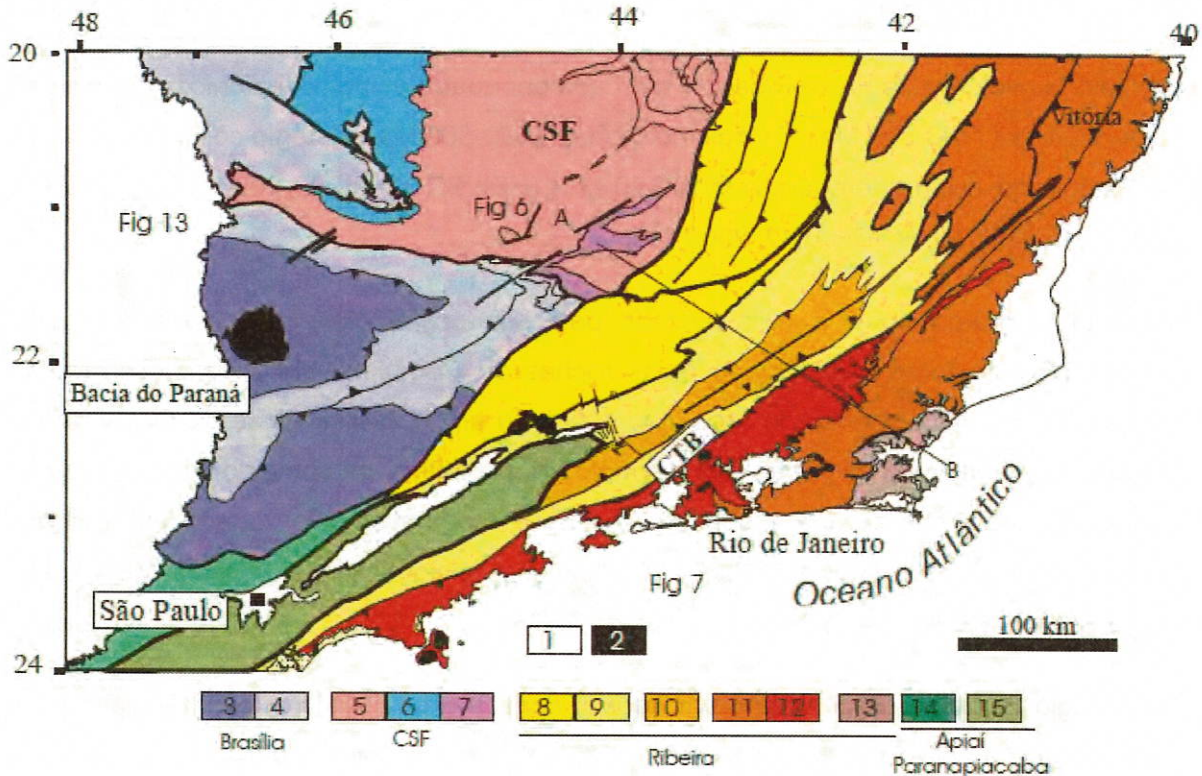 48 46 44 42 40
20
CSF
Vitória
Fig 6 A
Fig 13
22
Bacia do Paraná
CTB
B
Rio de Janeiro
Oceano Atlântico
Fig 7
São Paulo
1 2
100 km
24
3 4 5 6 7 8 9 10 11 12 13 14 15
Brasília CSF Ribeira Apiaí
Paranapiacaba